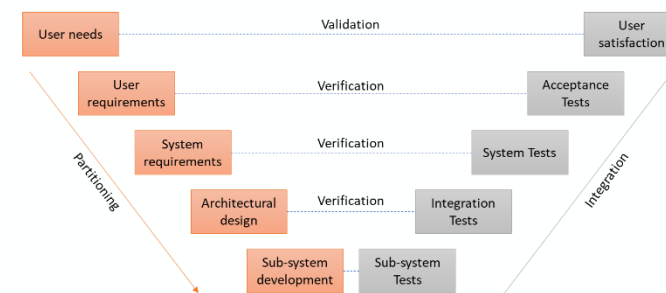 Validation
User needs
User
satisfaction
Verification
User
requirements
Acceptance
Tests
Verification
System
requirements
System Tests
Partitioning
Integration
Verification
Architectural
design
Integration
Tests
Sub-system
development
Sub-system
Tests